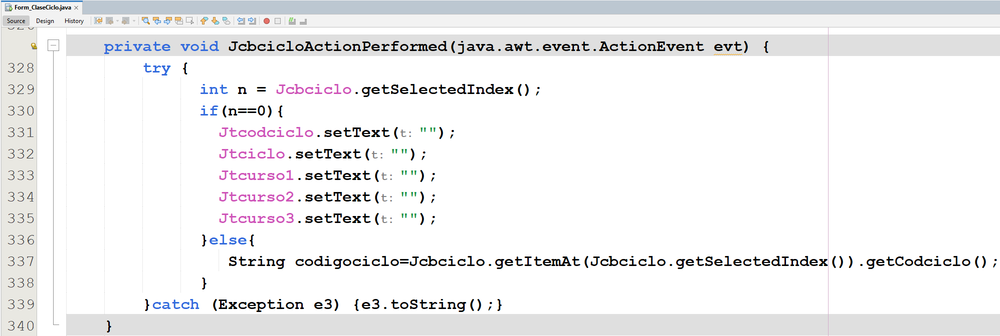 Form_ClaseCiclo.java
Source Design History
326
private void JcbcicloActionPerformed(java.awt.event.ActionEvent evt) {
328 try {
329 int n = Jcbciclo.getSelectedIndex();
330 if(n==0){
331 Jtcodciclo.setText(t: "");
332 Jtciclo.setText(t: "");
333 Jtcurso1.setText(t: "");
334 Jtcurso2.setText(t: "");
335 Jtcurso3.setText(t: "");
336 }else{
337 String codigociclo=Jcbciclo.getItemAt(Jcbciclo.getSelectedIndex()).getCodciclo();
338 }
339 }catch (Exception e3) {e3.toString();}
340 }